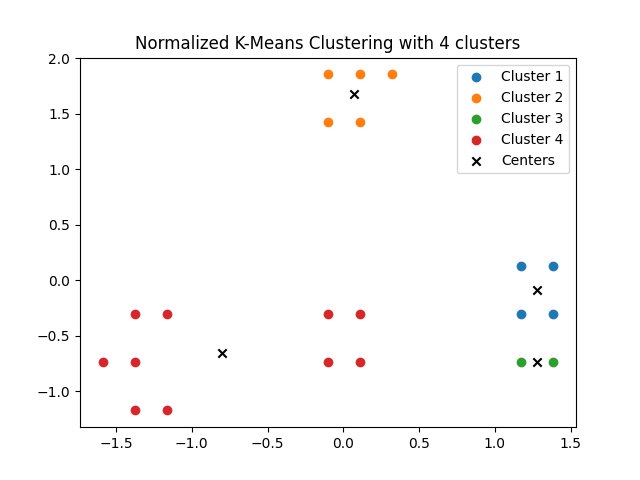 Normalized K-Means Clustering with 4 clusters
Cluster 1
Cluster 2
Cluster 3
Cluster 4
Centers
2.0
1.5
1.0
0.5
0.0
−0.5
−1.0
−1.5 −1.0 −0.5 0.0 0.5 1.0 1.5